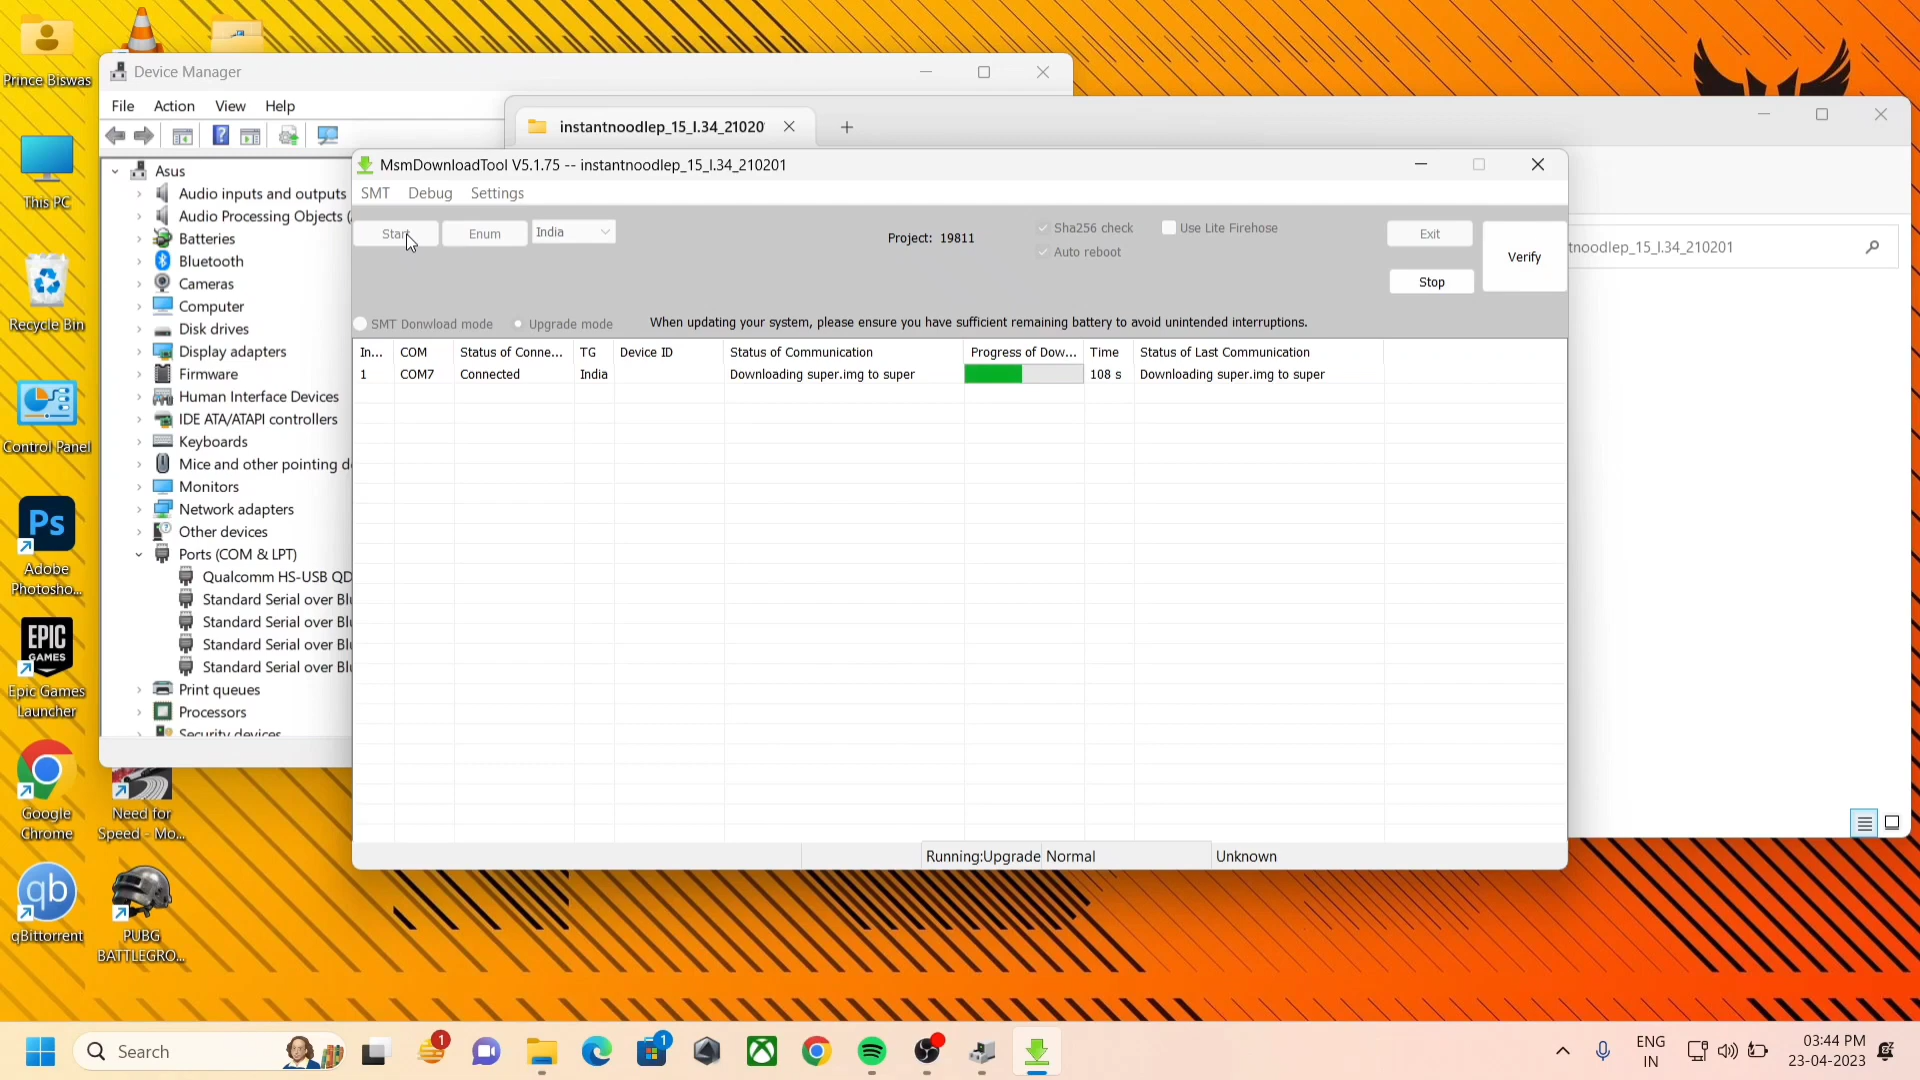 Prince Biswas
This PC
Recycle Bin
Control Panel
Ps
Adobe
Photosho...
EPIC
GAMES
Epic Games
Launcher
Google
Chrome
Need for
Speed - Mo...
qb
qBittorrent
PUBG
BATTLEGRO...
Device Manager
File Action View Help
Asus
Audio inputs and outputs
Audio Processing Objects (
Batteries
Bluetooth
Cameras
Computer
Disk drives
Display adapters
Firmware
Human Interface Devices
IDE ATA/ATAPI controllers
Keyboards
Mice and other pointing d
Monitors
Network adapters
Other devices
Ports (COM & LPT)
Qualcomm HS-USB QD
Standard Serial over Bl
Standard Serial over Bl
Standard Serial over Bl
Standard Serial over Bl
Print queues
Processors
Security devices
instantnoodlep_15_I.34_21020
tnoodlep_15_I.34_210201
MsmDownloadTool V5.1.75 -- instantnoodlep_15_I.34_210201
SMT Debug Settings
Start Enum India Project: 19811 Sha256 check Use Lite Firehose Exit Verify
Auto reboot
Stop
SMT Donwload mode Upgrade mode When updating your system, please ensure you have sufficient remaining battery to avoid unintended interruptions.
In... COM Status of Conne... TG Device ID Status of Communication Progress of Dow... Time Status of Last Communication
1 COM7 Connected India Downloading super.img to super 108 s Downloading super.img to super
Running:Upgrade Normal Unknown
Search 1 1 ENG
IN 03:44 PM
23-04-2023